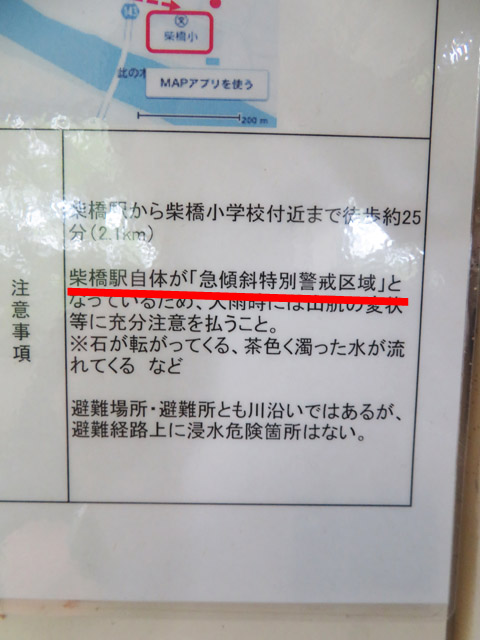 143
文
柴橋小
此の木
MAPアプリを使う
200 m
注意事項
柴橋駅から柴橋小学校付近まで徒歩約25
分(2.1km)
柴橋駅自体が「急傾斜特別警戒区域」と
なっているため、大雨時には山肌の変状
等に充分注意を払うこと。
※石が転がってくる、茶色く濁った水が流
れてくる など
避難場所・避難所とも川沿いではあるが、
避難経路上に浸水危険箇所はない。